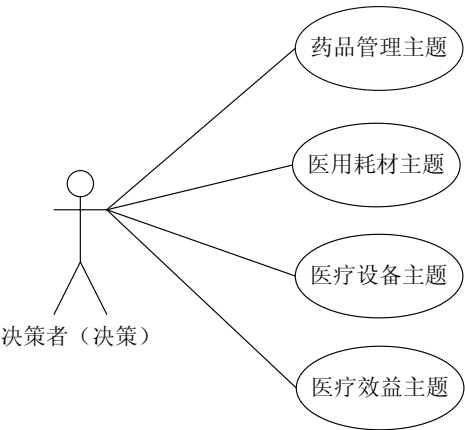 药品管理主题
医用耗材主题
医疗设备主题
决策者（决策）
医疗效益主题